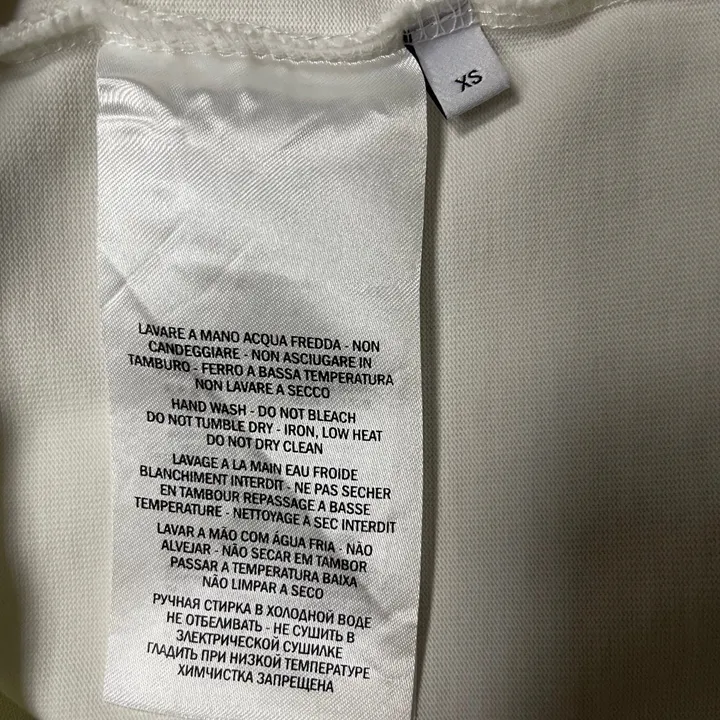 XS
LAVARE A MANO ACQUA FREDDA - NON
CANDEGGIARE - NON ASCIUGARE IN
TAMBURO - FERRO A BASSA TEMPERATURA
NON LAVARE A SECCO
HAND WASH - DO NOT BLEACH
DO NOT TUMBLE DRY - IRON, LOW HEAT
DO NOT DRY CLEAN
LAVAGE A LA MAIN EAU FROIDE
BLANCHIMENT INTERDIT - NE PAS SECHER
EN TAMBOUR REPASSAGE A BASSE
TEMPERATURE - NETTOYAGE A SEC INTERDIT
LAVAR A MÃO COM ÁGUA FRIA - NÃO
ALVEJAR - NÃO SECAR EM TAMBOR
PASSAR A TEMPERATURA BAIXA
NÃO LIMPAR A SECO
РУЧНАЯ СТИРКА В ХОЛОДНОЙ ВОДЕ
НЕ ОТБЕЛИВАТЬ - НЕ СУШИТЬ В
ЗЛЕКТРИЧЕСКОЙ СУШИЛКЕ
ГЛАДИТЬ ПРИ НИЗКОЙ ТЕМПЕРАТУРЕ
ХИМЧИСТКА ЗАПРЕЩЕНА